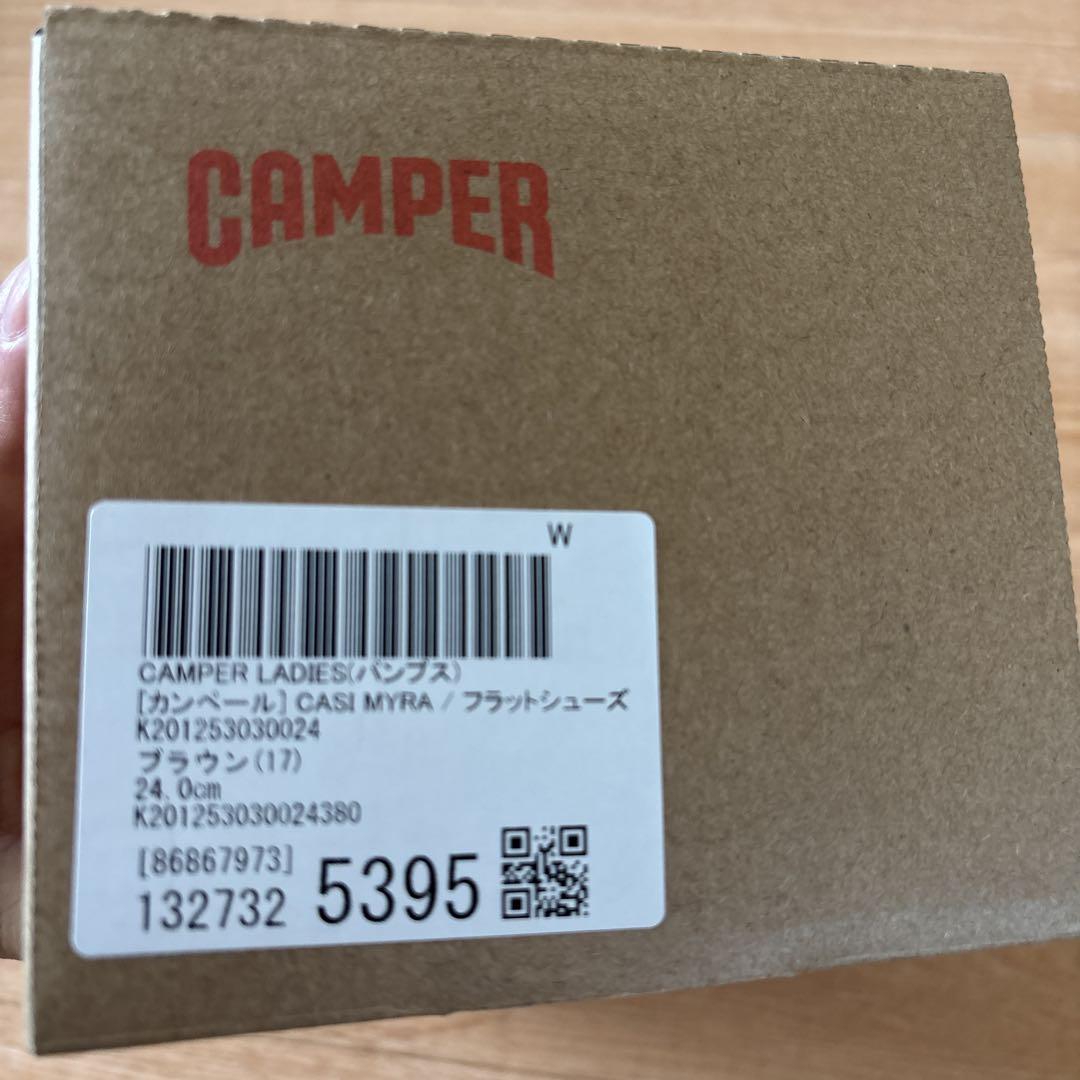 CAMPER
W
CAMPER LADIES(パンプス)
[カンペール] CASI MYRA / フラットシューズ
K201253030024
ブラウン(17)
24.0cm
K201253030024380
[86867973]
132732 5395